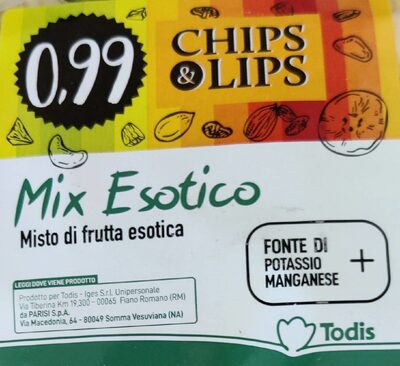 0,99
CHIPS
& LIPS
Mix Esotico
Misto di frutta esotica
FONTE DI
POTASSIO
MANGANESE +
LEGGI DOVE VIENE PRODOTTO
Prodotto per Todis - Iges S.r.l. Unipersonale
Via Tiberina Km 19,300 - 00065 Fiano Romano (RM)
da PARISI S.p.A.
Via Macedonia, 64 - 80049 Somma Vesuviana (NA)
Todis